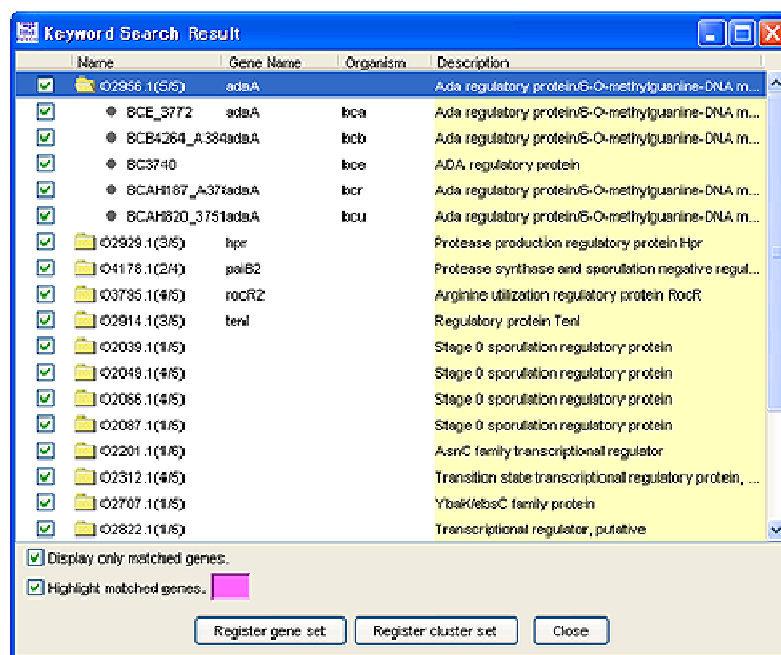 Keyword Search Result
Name Gene Name Organism Description
O2956.1(5/5) adaA Ada regulatory protein/6-O-methylguanine-DNA m...
BCE_3772 adaA bca Ada regulatory protein/6-O-methylguanine-DNA m...
BCB4264_A384 adaA bcb Ada regulatory protein/6-O-methylguanine-DNA m...
BC3740 bce ADA regulatory protein
BCAH187_A376 adaA bcr Ada regulatory protein/6-O-methylguanine-DNA m...
BCAH820_3751 adaA bcu Ada regulatory protein/6-O-methylguanine-DNA m...
O2929.1(3/5) hpr Protease production regulatory protein Hpr
O4178.1(2/4) paiB2 Protease synthase and sporulation negative regul...
O3795.1(4/5) rocR2 Arginine utilization regulatory protein RocR
O2914.1(3/5) tenI Regulatory protein TenI
O2039.1(1/5) Stage 0 sporulation regulatory protein
O2049.1(4/5) Stage 0 sporulation regulatory protein
O2066.1(4/5) Stage 0 sporulation regulatory protein
O2087.1(1/5) Stage 0 sporulation regulatory protein
O2201.1(1/5) AsnC family transcriptional regulator
O2312.1(4/5) Transition state transcriptional regulatory protein, ...
O2707.1(1/5) YbaK/ebsC family protein
O2822.1(1/5) Transcriptional regulator, putative
Display only matched genes.
Highlight matched genes.
Register gene set Register cluster set Close